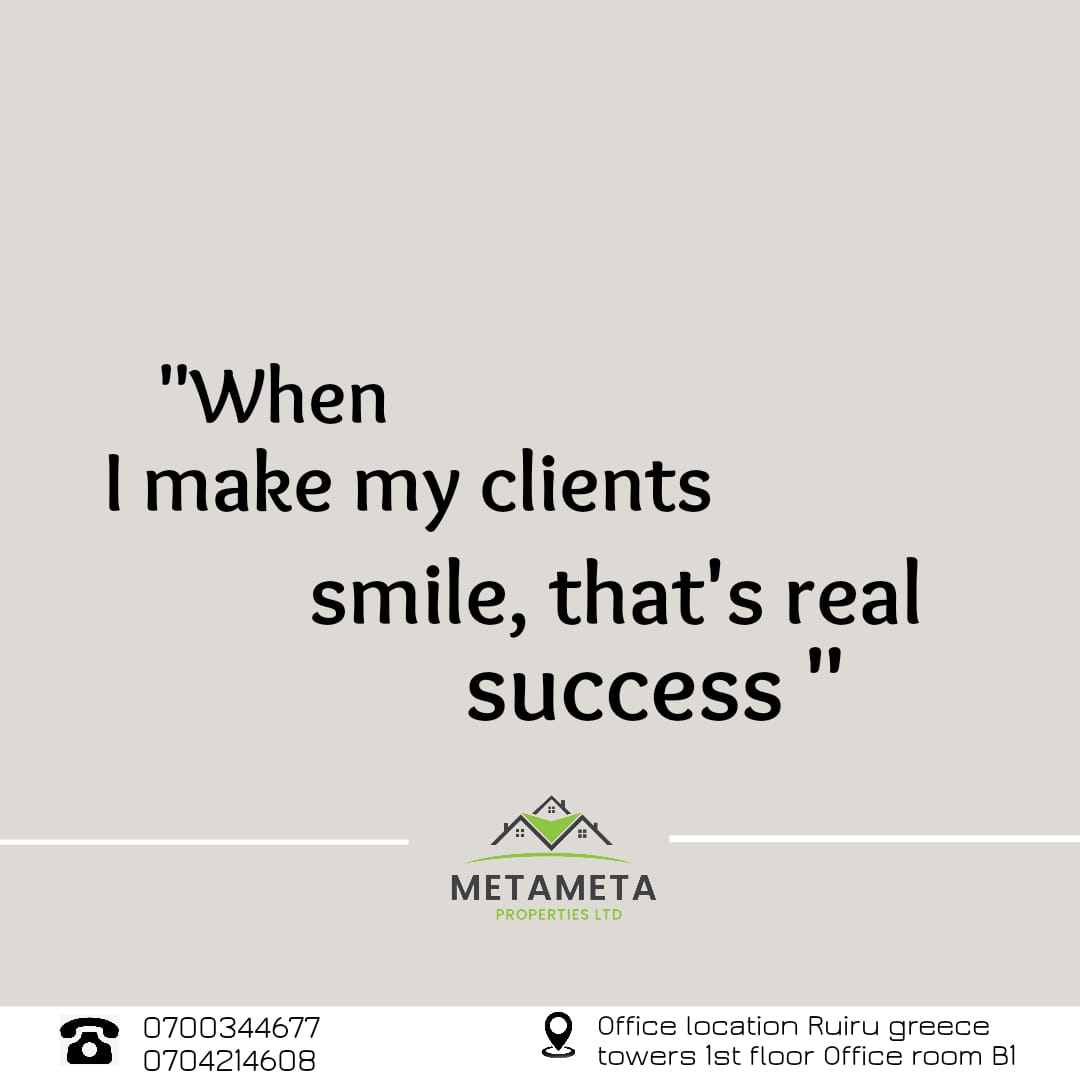 "When
I make my clients
smile, that's real
success "
METAMETA
PROPERTIES LTD
0700344677
0704214608
Office location Ruiru greece
towers 1st floor Office room B1